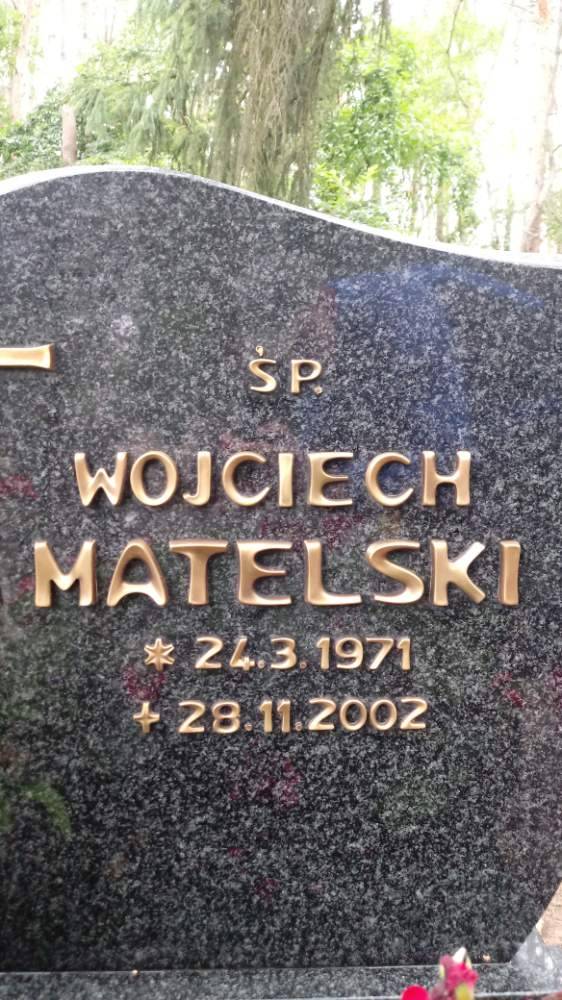 ŚP.
WOJCIECH
MATELSKI
* 24.3.1971
+ 28.11.2002